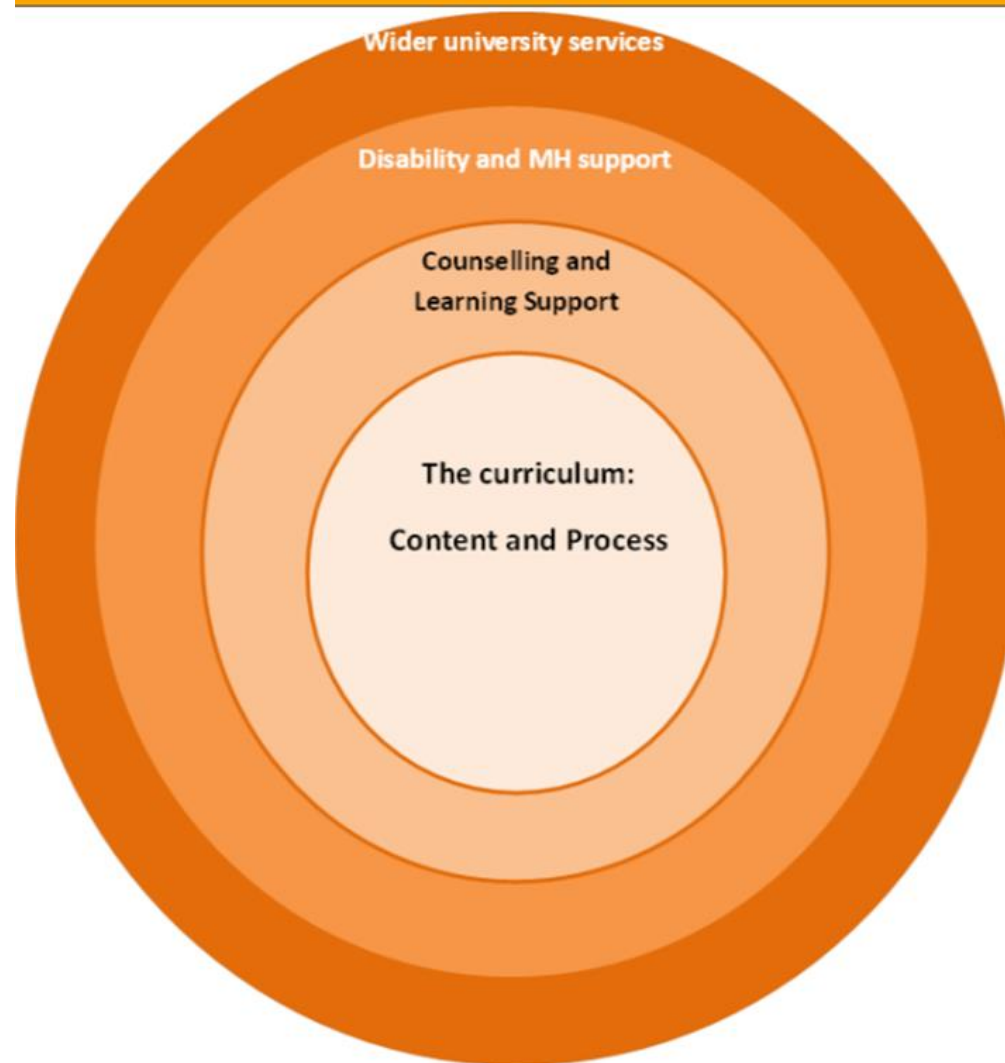 Wider university services
Disability and MH support
Counselling and
Learning Support
The curriculum:
Content and Process